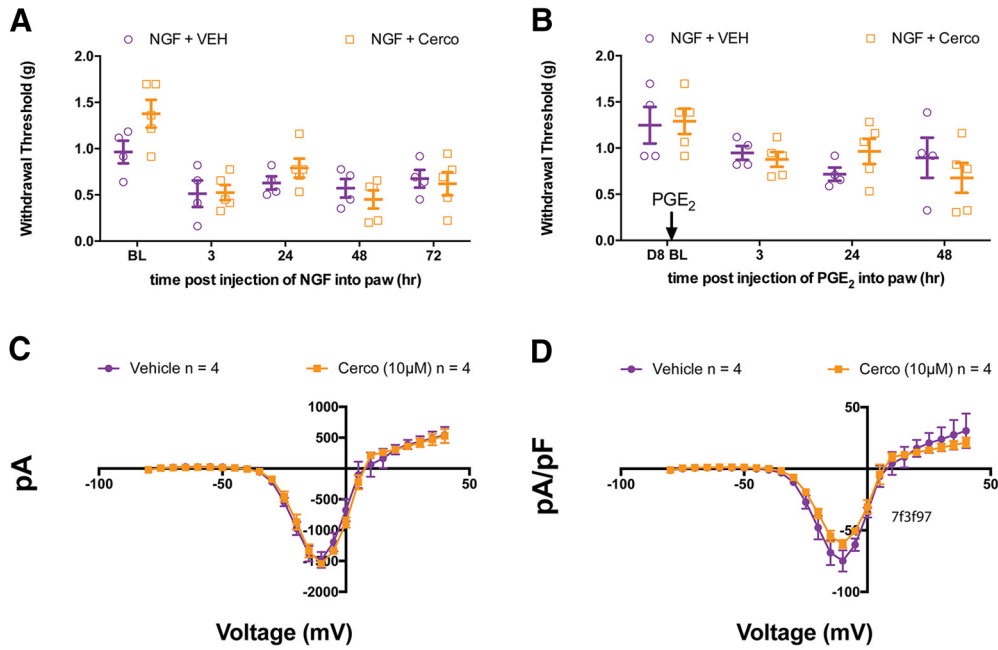 A
NGF + VEH
NGF + Cerco
Withdrawal Threshold (g)
2.0
1.5
1.0
0.5
0.0
BL
3
24
48
72
time post injection of NGF into paw (hr)
B
NGF + VEH
NGF + Cerco
Withdrawal Threshold (g)
2.0
1.5
1.0
0.5
0.0
PGE2
D8 BL
3
24
48
time post injection of PGE2 into paw (hr)
C
Vehicle n = 4
Cerco (10µM) n = 4
pA
1000
500
-100
-50
50
-500
-1000
-1500
-2000
Voltage (mV)
D
Vehicle n = 4
Cerco (10µM) n = 4
pA/pF
50
-100
-50
50
7f3f97
-50
-100
Voltage (mV)